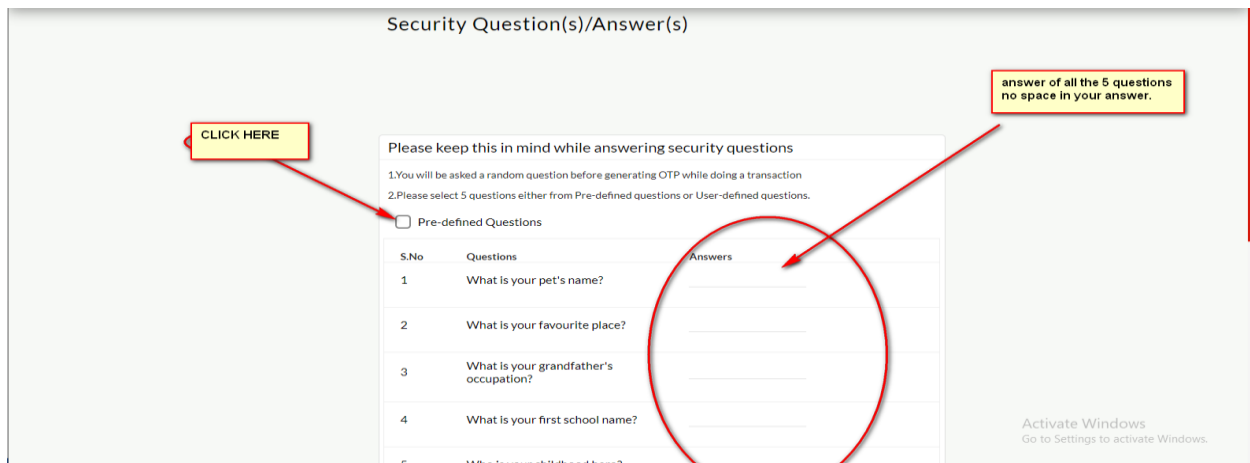 Security Question(s)/Answer(s)
answer of all the 5 questions
no space in your answer.
CLICK HERE
Please keep this in mind while answering security questions
1.You will be asked a random question before generating OTP while doing a transaction
2.Please select 5 questions either from Pre-defined questions or User-defined questions.
Pre-defined Questions
S.No Questions Answers
1 What is your pet's name?
2 What is your favourite place?
3 What is your grandfather's
occupation?
4 What is your first school name?
Activate Windows
Go to Settings to activate Windows.